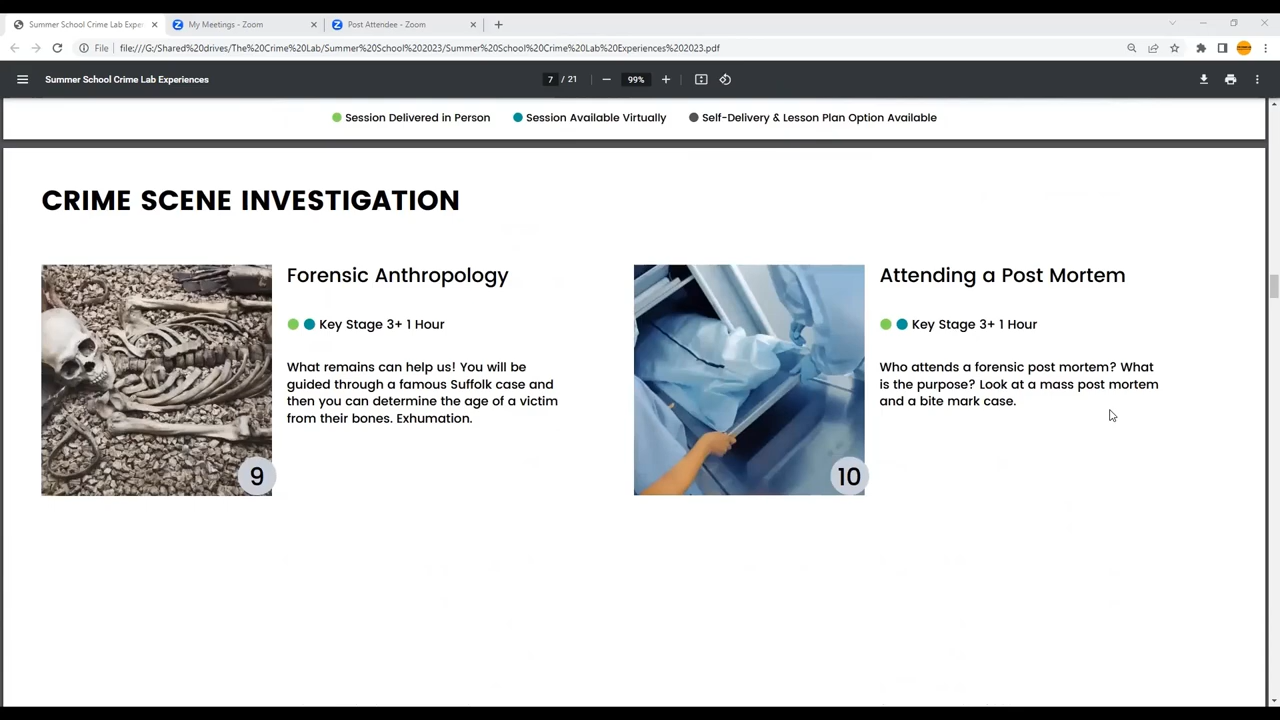 Summer School Crime Lab Expe
My Meetings - Zoom
Post Attendee - Zoom
File
file:///G:/Shared%20drives/The%20Crime%20Lab/Summer%20School%202023/Summer%20School%20Crime%20Lab%20Experiences%202023.pdf
Summer School Crime Lab Experiences
7 / 21
99%
Session Delivered in Person
Session Available Virtually
Self-Delivery & Lesson Plan Option Available
CRIME SCENE INVESTIGATION
Forensic Anthropology
Key Stage 3+ 1 Hour
What remains can help us! You will be
guided through a famous Suffolk case and
then you can determine the age of a victim
from their bones. Exhumation.
9
Attending a Post Mortem
Key Stage 3+ 1 Hour
Who attends a forensic post mortem? What
is the purpose? Look at a mass post mortem
and a bite mark case.
10